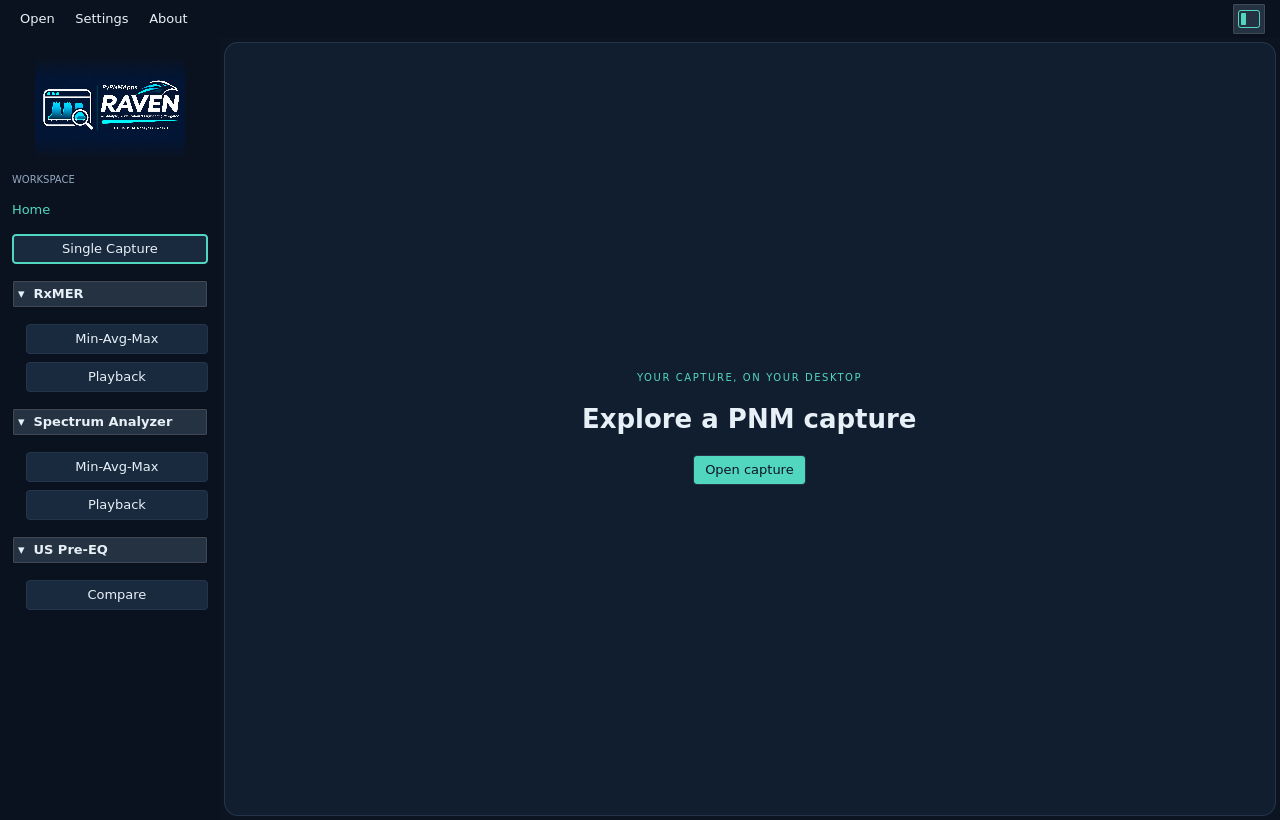 Open Settings About
PyPNMApps
RAVEN
WORKSPACE
Home
Single Capture
▾ RxMER
Min-Avg-Max
Playback
▾ Spectrum Analyzer
Min-Avg-Max
Playback
▾ US Pre-EQ
Compare
YOUR CAPTURE, ON YOUR DESKTOP
Explore a PNM capture
Open capture